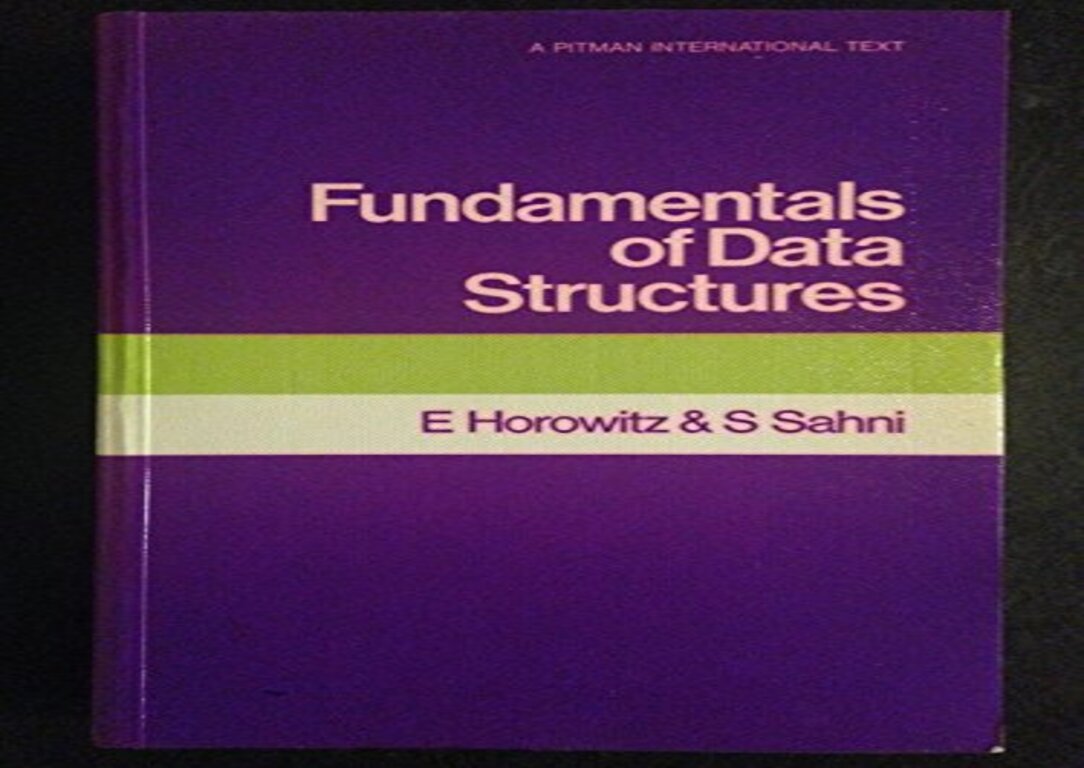 A PITMAN INTERNATIONAL TEXT
Fundamentals
of Data
Structures
E Horowitz & S Sahni